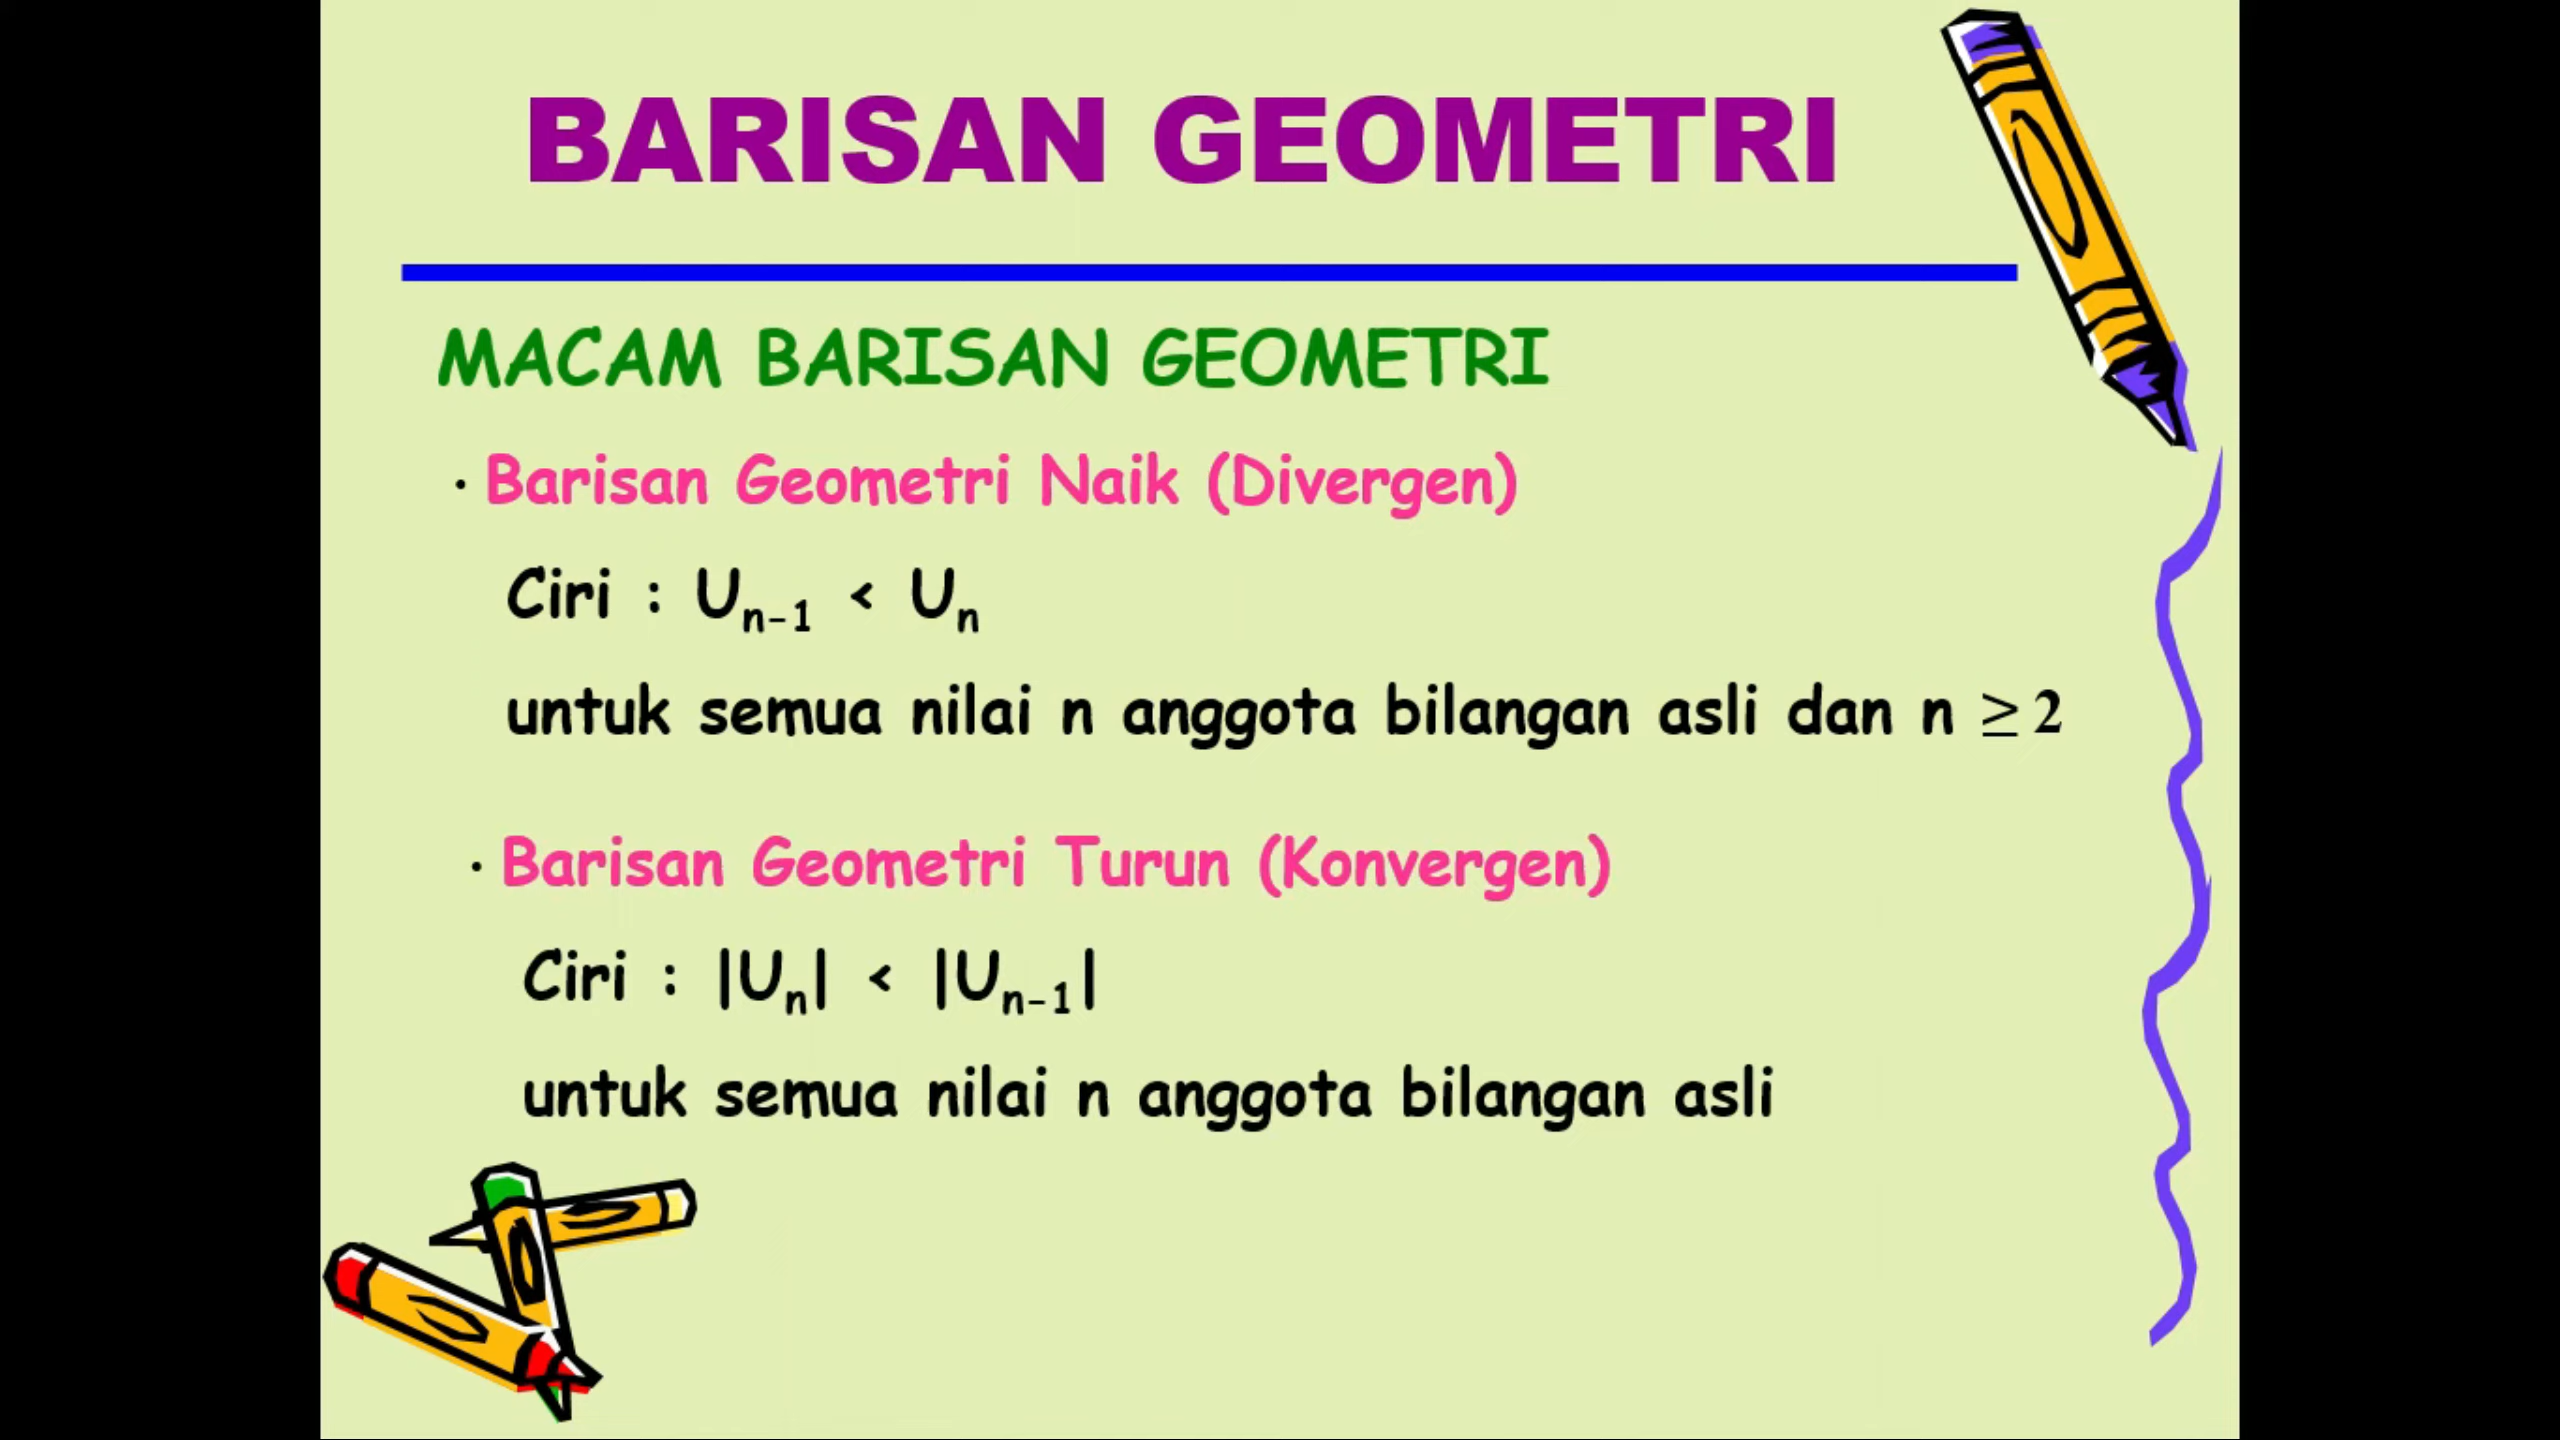 BARISAN GEOMETRI
MACAM BARISAN GEOMETRI
· Barisan Geometri Naik (Divergen)
Ciri : Uₙ₋₁ < Uₙ
untuk semua nilai n anggota bilangan asli dan n ≥ 2
· Barisan Geometri Turun (Konvergen)
Ciri : |Uₙ| < |Uₙ₋₁|
untuk semua nilai n anggota bilangan asli